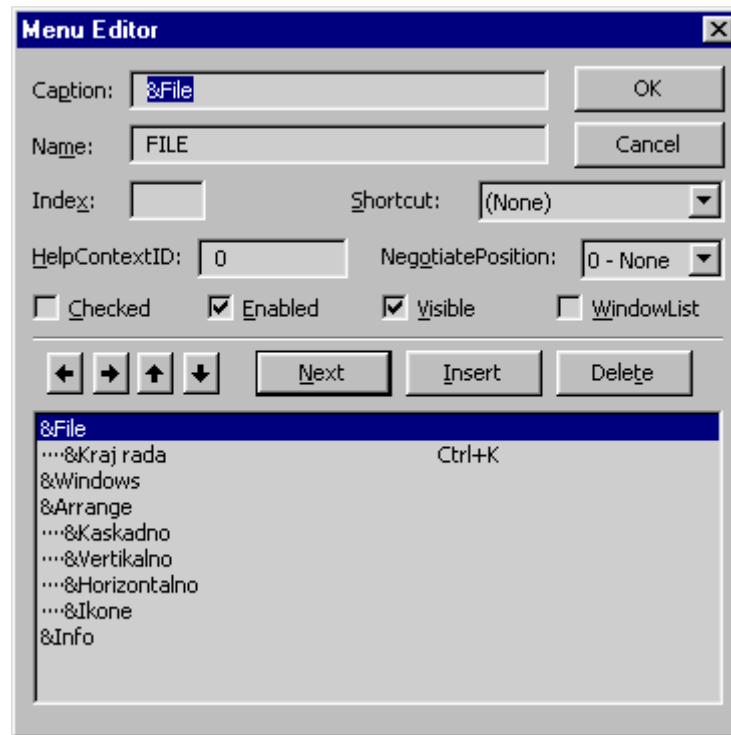 Menu Editor
Caption: &File OK
Name: FILE Cancel
Index: Shortcut: (None)
HelpContextID: 0 NegotiatePosition: 0 - None
Checked Enabled Visible WindowList
Next Insert Delete
&File
····&Kraj rada Ctrl+K
&Windows
&Arrange
····&Kaskadno
····&Vertikalno
····&Horizontalno
····&Ikone
&Info